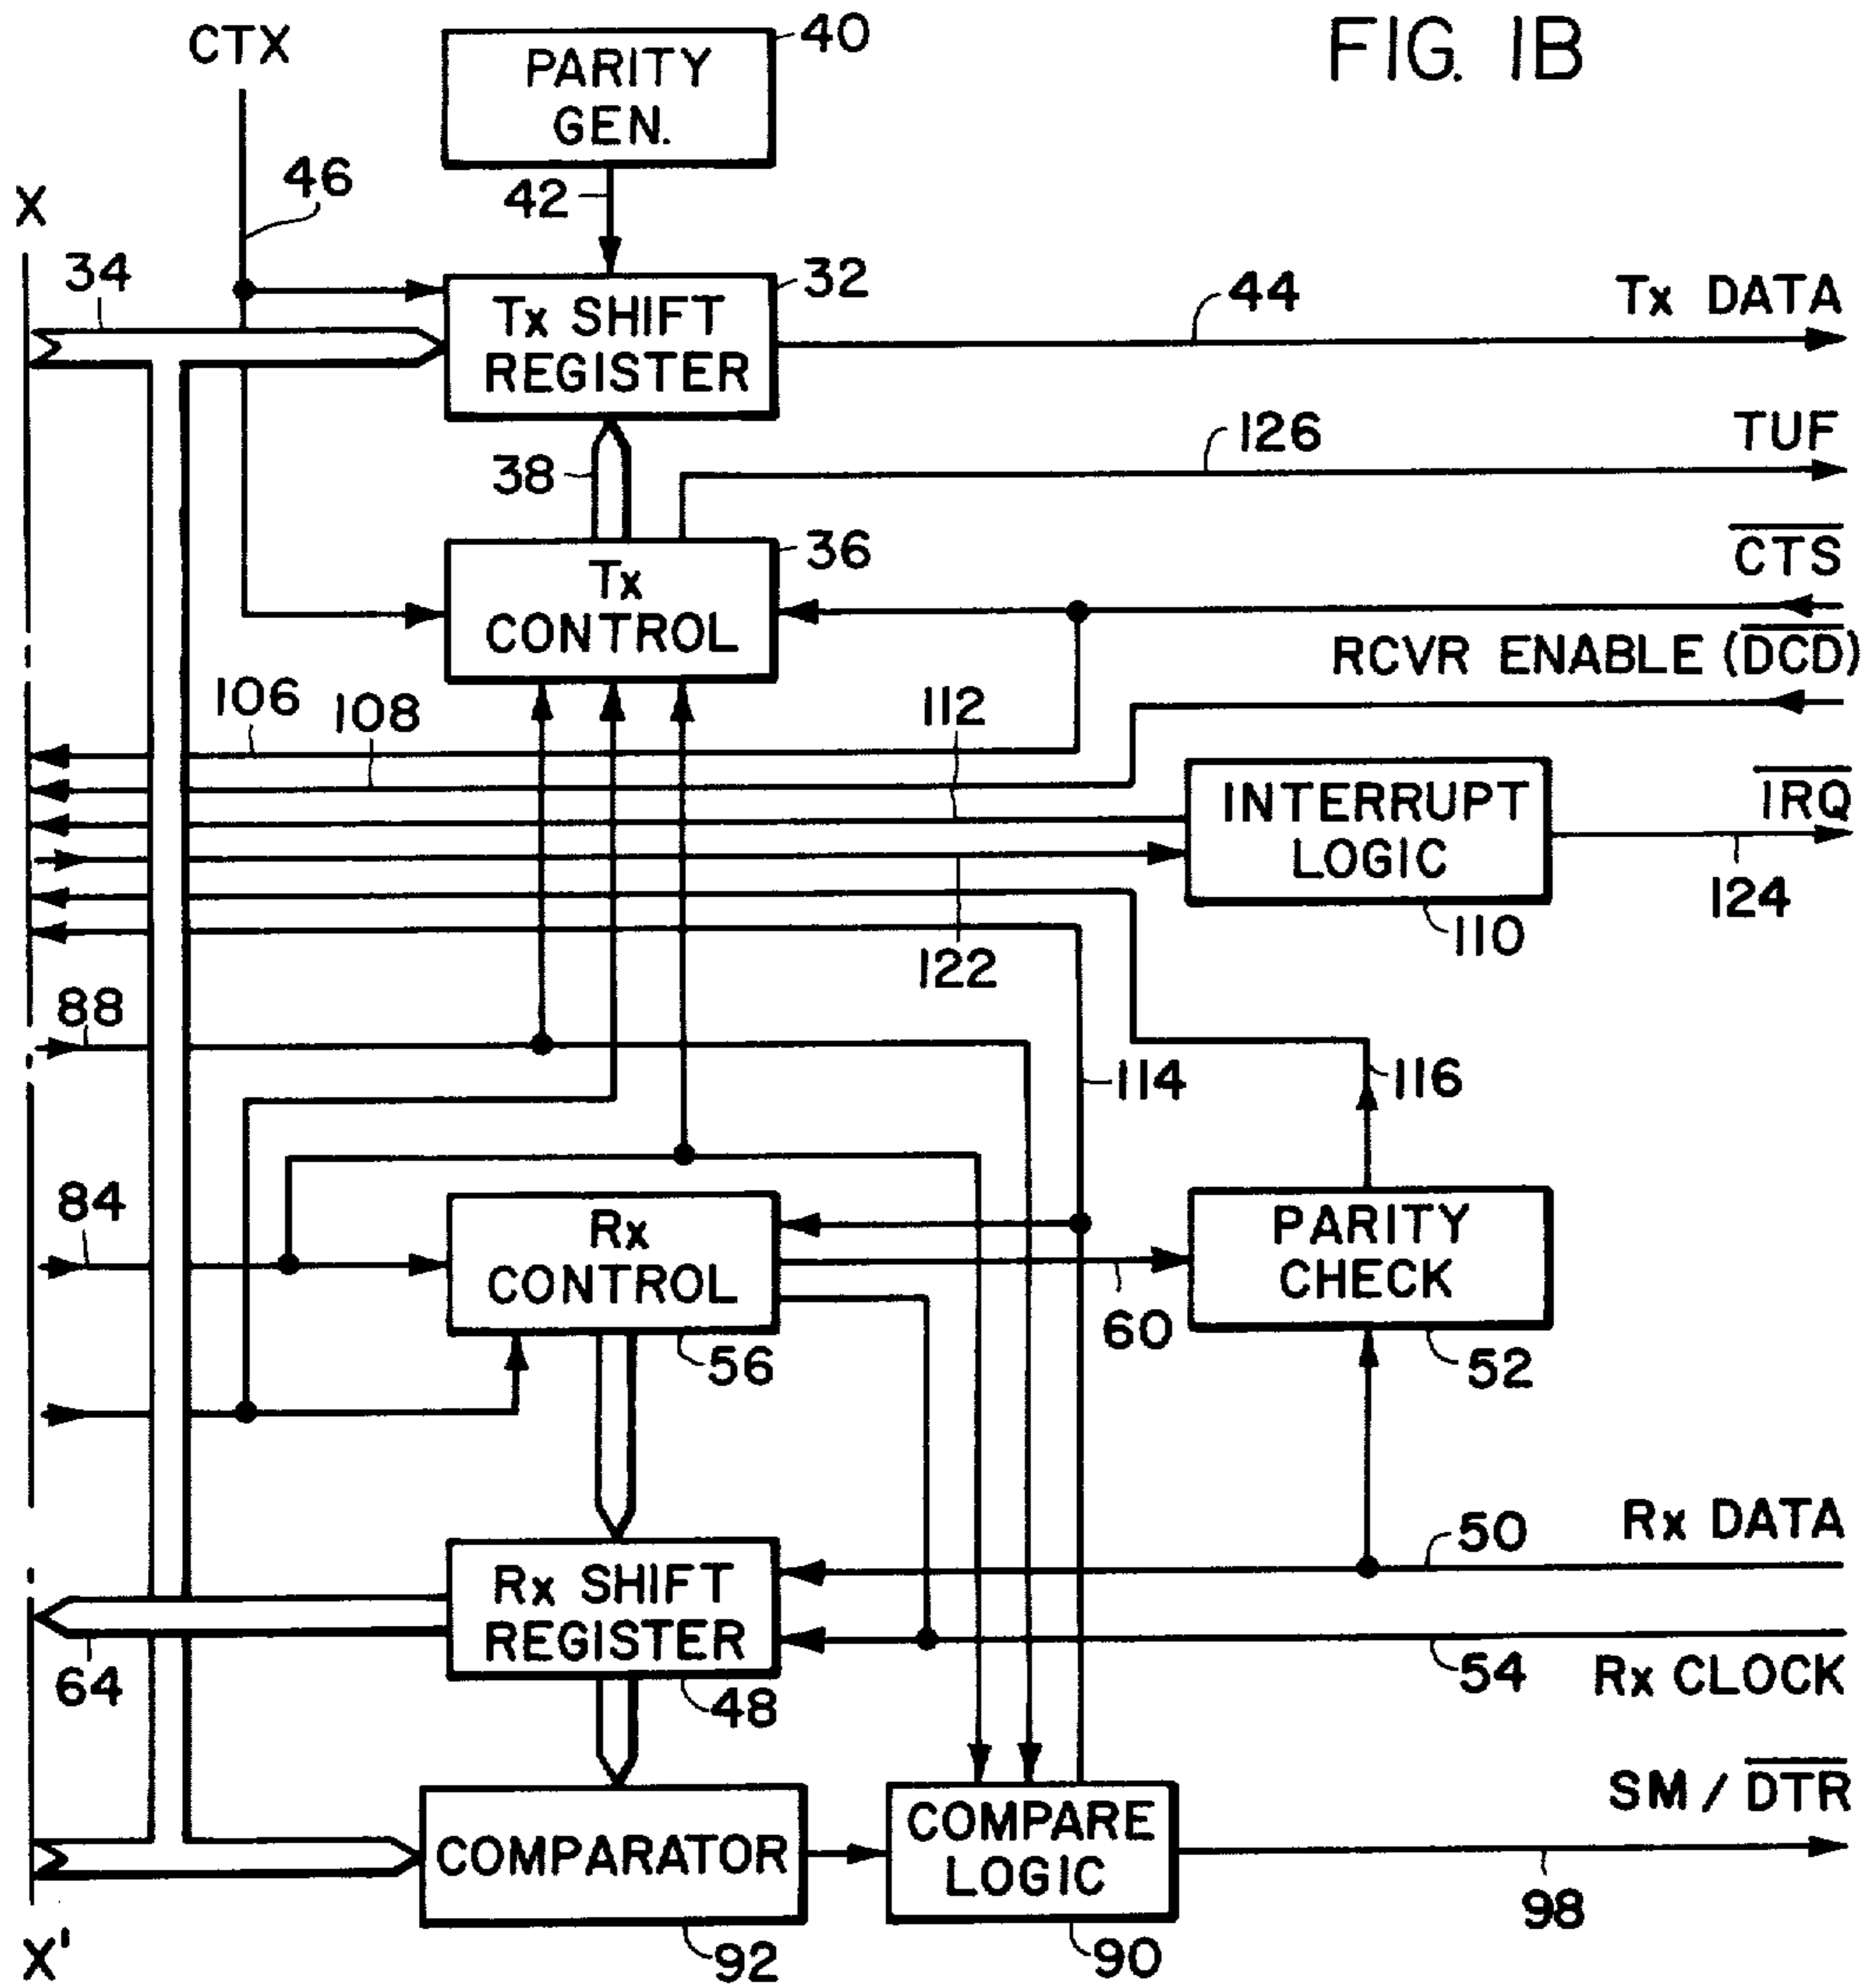 FIG. 1B
CTX
PARITY
GEN.
40
42
46
X
34
Tx SHIFT
REGISTER
32
44
Tx DATA
38
126
TUF
Tx
CONTROL
36
CTS
RCVR ENABLE (DCD)
106
108
112
INTERRUPT
LOGIC
IRQ
124
110
122
88
114
116
84
Rx
CONTROL
PARITY
CHECK
60
56
52
Rx SHIFT
REGISTER
50
Rx DATA
64
48
54
Rx CLOCK
COMPARATOR
COMPARE
LOGIC
SM / DTR
98
X'
92
90